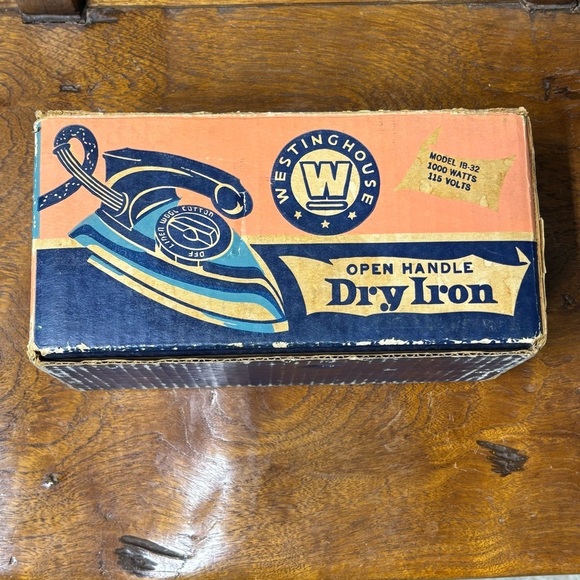 WESTINGHOUSE
W
MODEL IB-32
1000 WATTS
115 VOLTS
OFF LINEN WOOL COTTON
OPEN HANDLE
Dry Iron